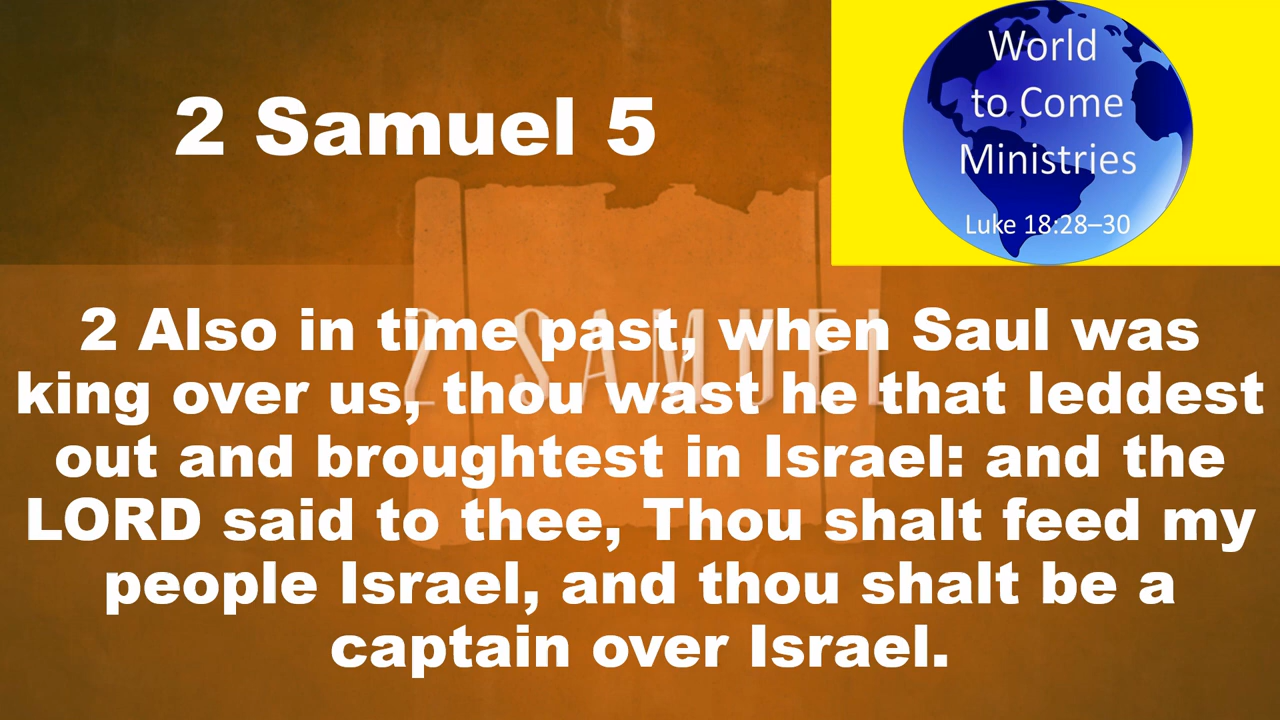 2 Samuel 5
World
to Come
Ministries
Luke 18:28–30
2 SAMUEL
2 Also in time past, when Saul was
king over us, thou wast he that leddest
out and broughtest in Israel: and the
LORD said to thee, Thou shalt feed my
people Israel, and thou shalt be a
captain over Israel.